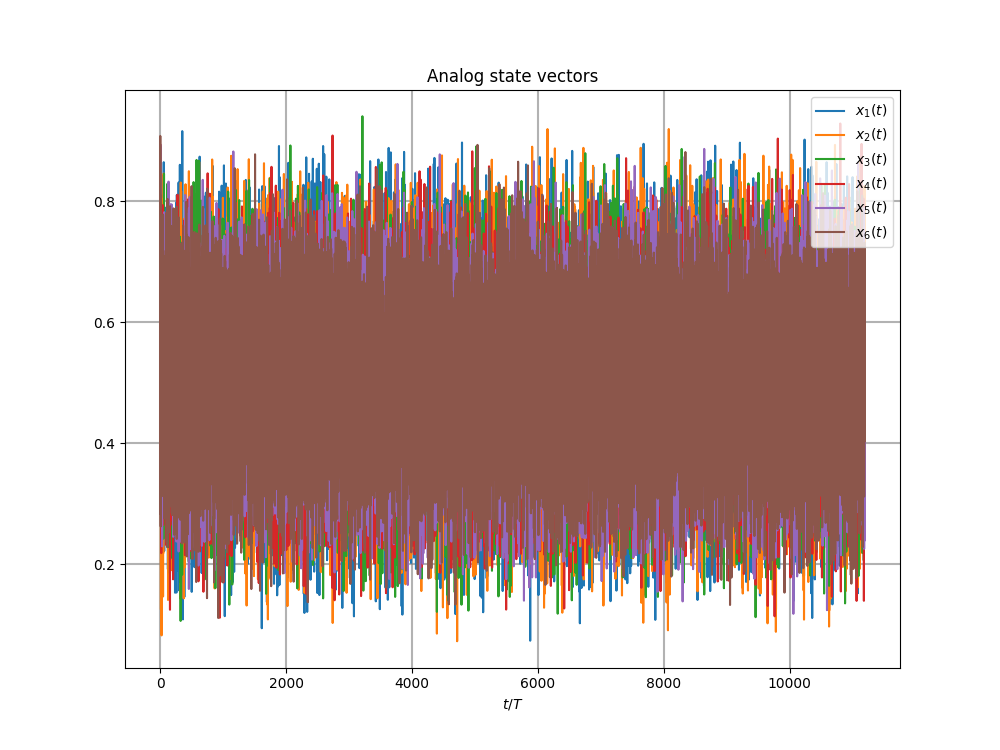 Analog state vectors
x₁(t)
x₂(t)
x₃(t)
x₄(t)
x₅(t)
x₆(t)
0.8
0.6
0.4
0.2
0 2000 4000 6000 8000 10000
t/T